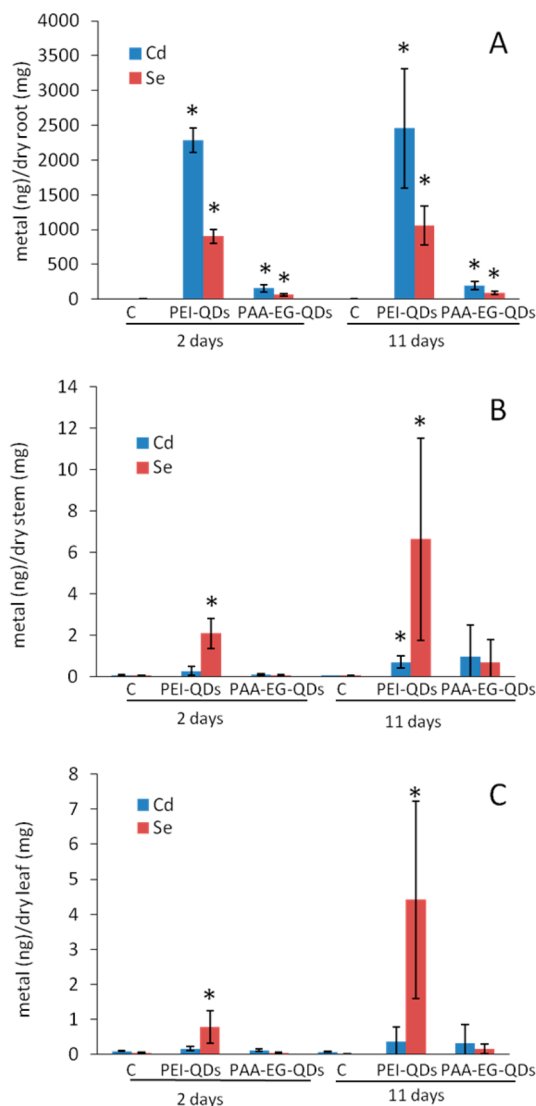 A
4000
3500
3000
2500
2000
1500
1000
500
0
metal (ng)/dry root (mg)
Cd
Se
* * * * * * * *
C PEI-QDs PAA-EG-QDs C PEI-QDs PAA-EG-QDs
2 days 11 days
B
14
12
10
8
6
4
2
0
metal (ng)/dry stem (mg)
Cd
Se
* * *
C PEI-QDs PAA-EG-QDs C PEI-QDs PAA-EG-QDs
2 days 11 days
C
8
7
6
5
4
3
2
1
0
metal (ng)/dry leaf (mg)
Cd
Se
* *
C PEI-QDs PAA-EG-QDs C PEI-QDs PAA-EG-QDs
2 days 11 days